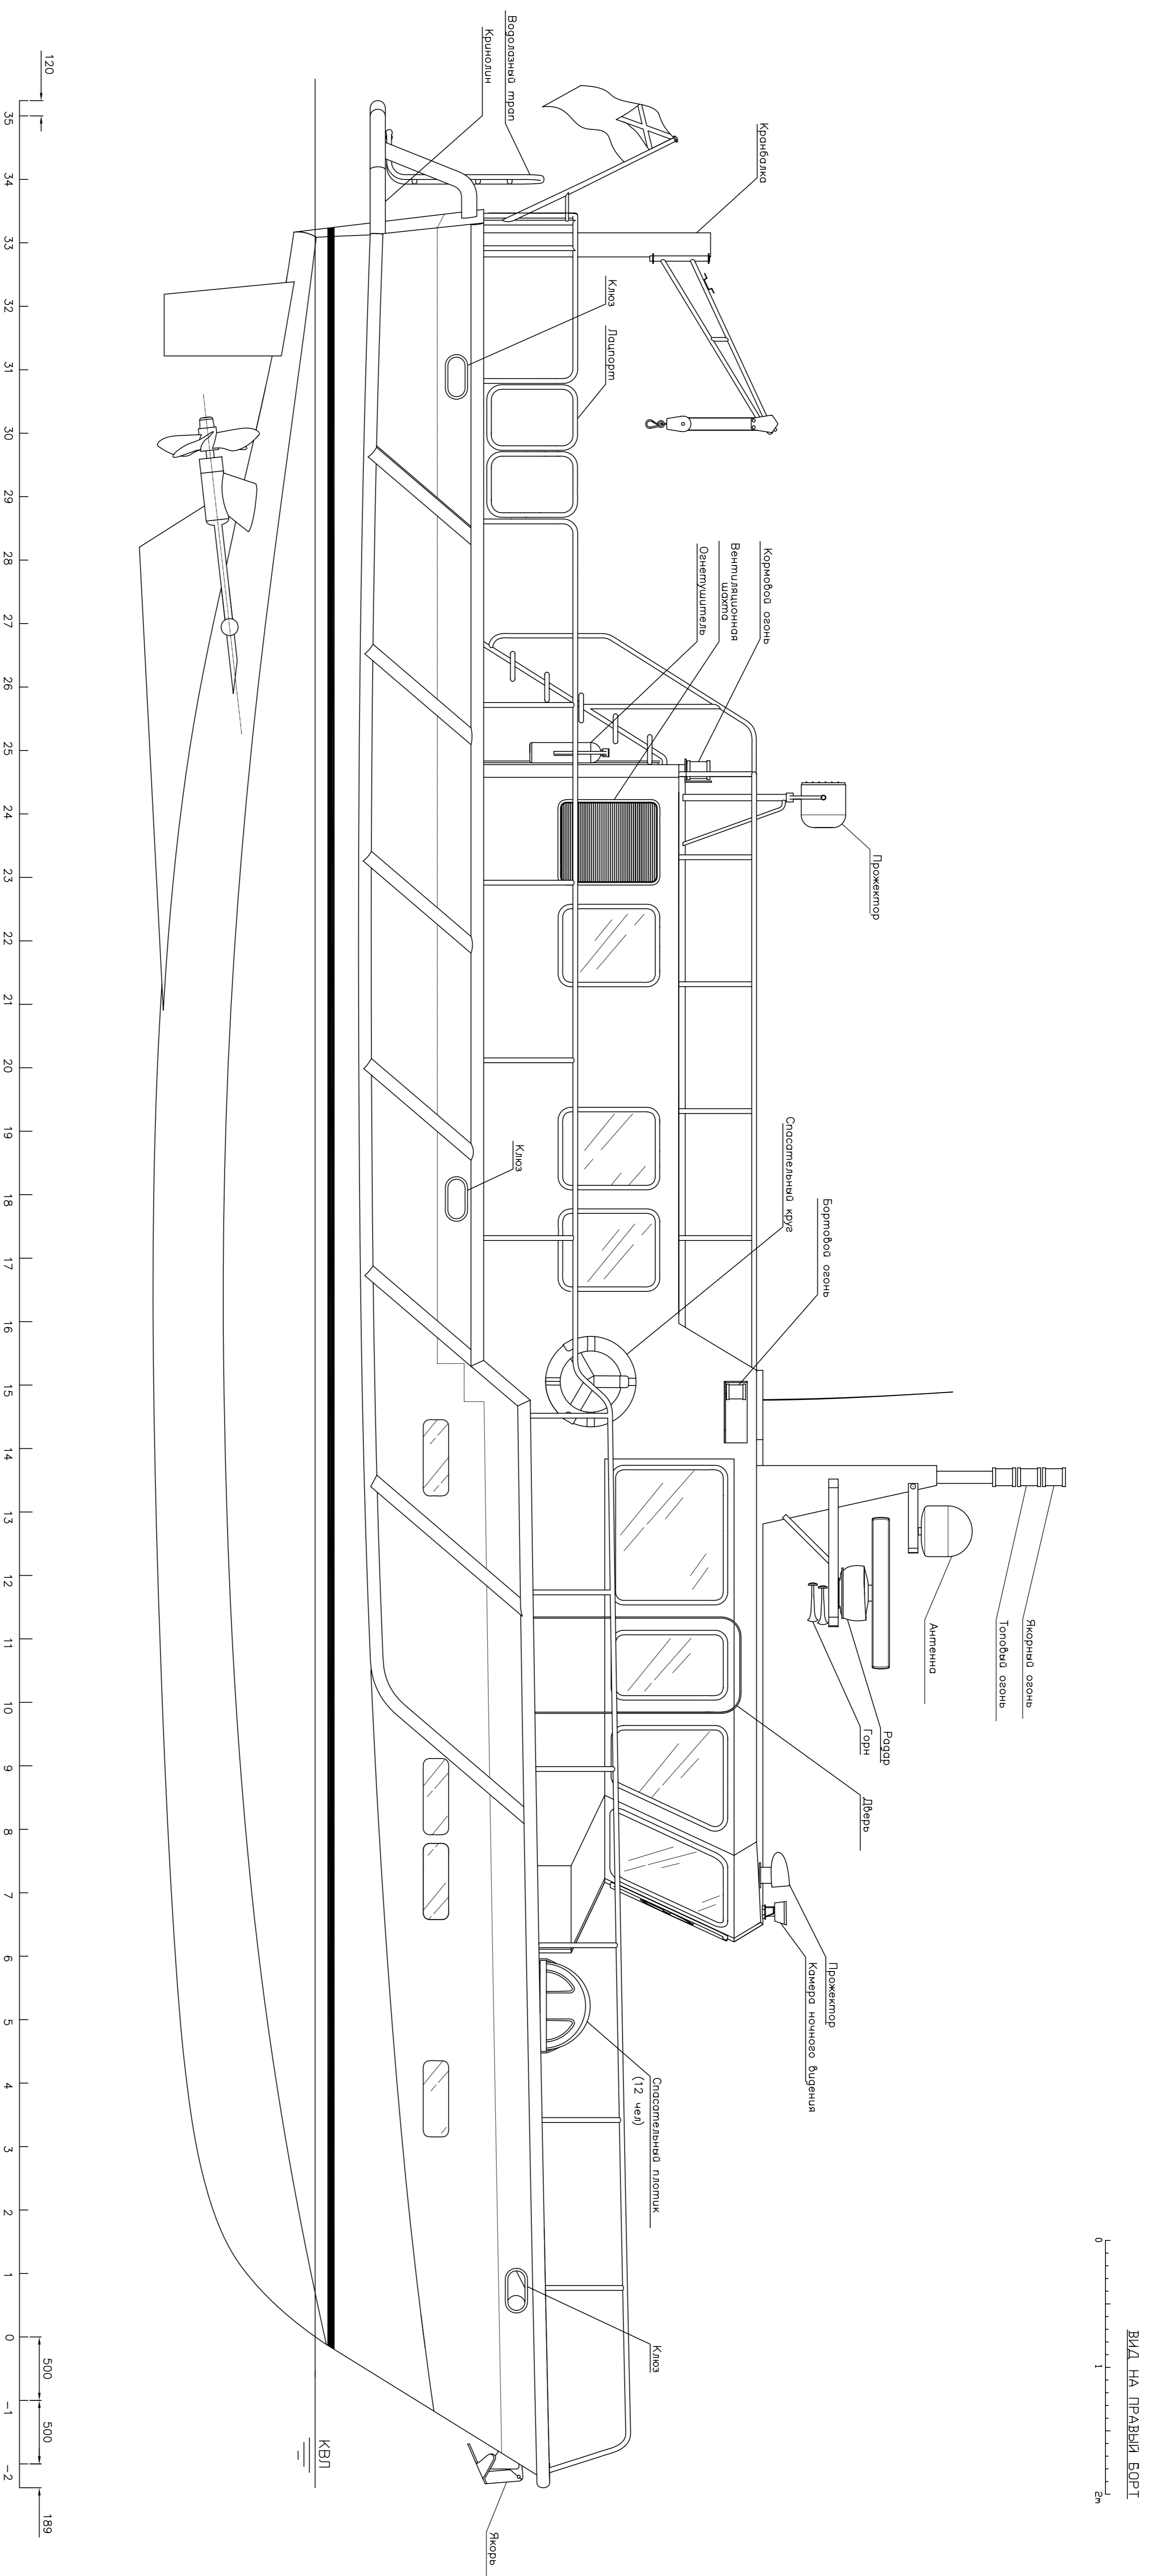 ВИД НА ПРАВЫЙ БОРТ
0 1 2m
Якорный огонь
Топовый огонь
Антенна
Радар
Горн
Дверь
Прожектор
Камера ночного видения
Прожектор
Бортовой огонь
Спасательный круг
Кормовой огонь
Вентиляционная
шахта
Огнетушитель
Кранбалка
Лацпорт
Клюз
Водолазный трап
Кринолин
Клюз
Спасательный плотик
(12 чел)
Клюз
Якорь
КВЛ
120
500 500 189
35 34 33 32 31 30 29 28 27 26 25 24 23 22 21 20 19 18 17 16 15 14 13 12 11 10 9 8 7 6 5 4 3 2 1 0 -1 -2